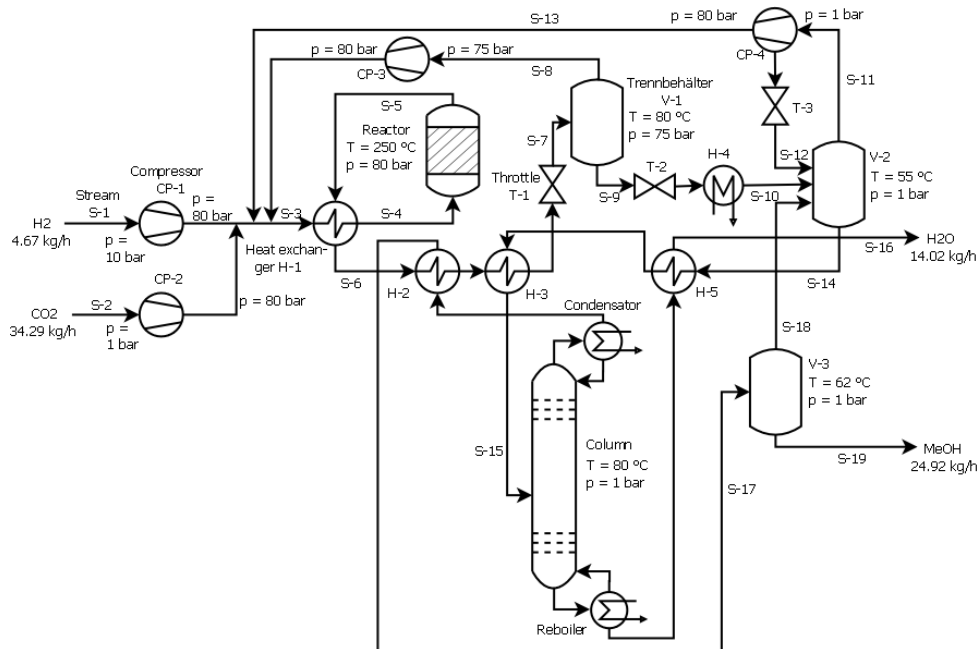 S-13
p = 80 bar
p = 1 bar
CP-4
p = 80 bar
p = 75 bar
CP-3
S-8
S-11
S-5
Trennbehälter
V-1
T = 80 ºC
p = 75 bar
T-3
Reactor
T = 250 ºC
p = 80 bar
S-7
S-12
V-2
T = 55 ºC
p = 1 bar
Throttle
T-1
T-2
H-4
S-9
S-10
Compressor
CP-1
Stream
S-1
p =
80 bar
H2
4.67 kg/h
p =
10 bar
S-3
S-4
Heat exchan-
ger H-1
S-16
H2O
14.02 kg/h
S-6
H-2
H-3
H-5
S-14
CP-2
S-2
p = 80 bar
CO2
34.29 kg/h
p =
1 bar
Condensator
S-18
V-3
T = 62 ºC
p = 1 bar
S-15
Column
T = 80 ºC
p = 1 bar
S-19
MeOH
24.92 kg/h
S-17
Reboiler